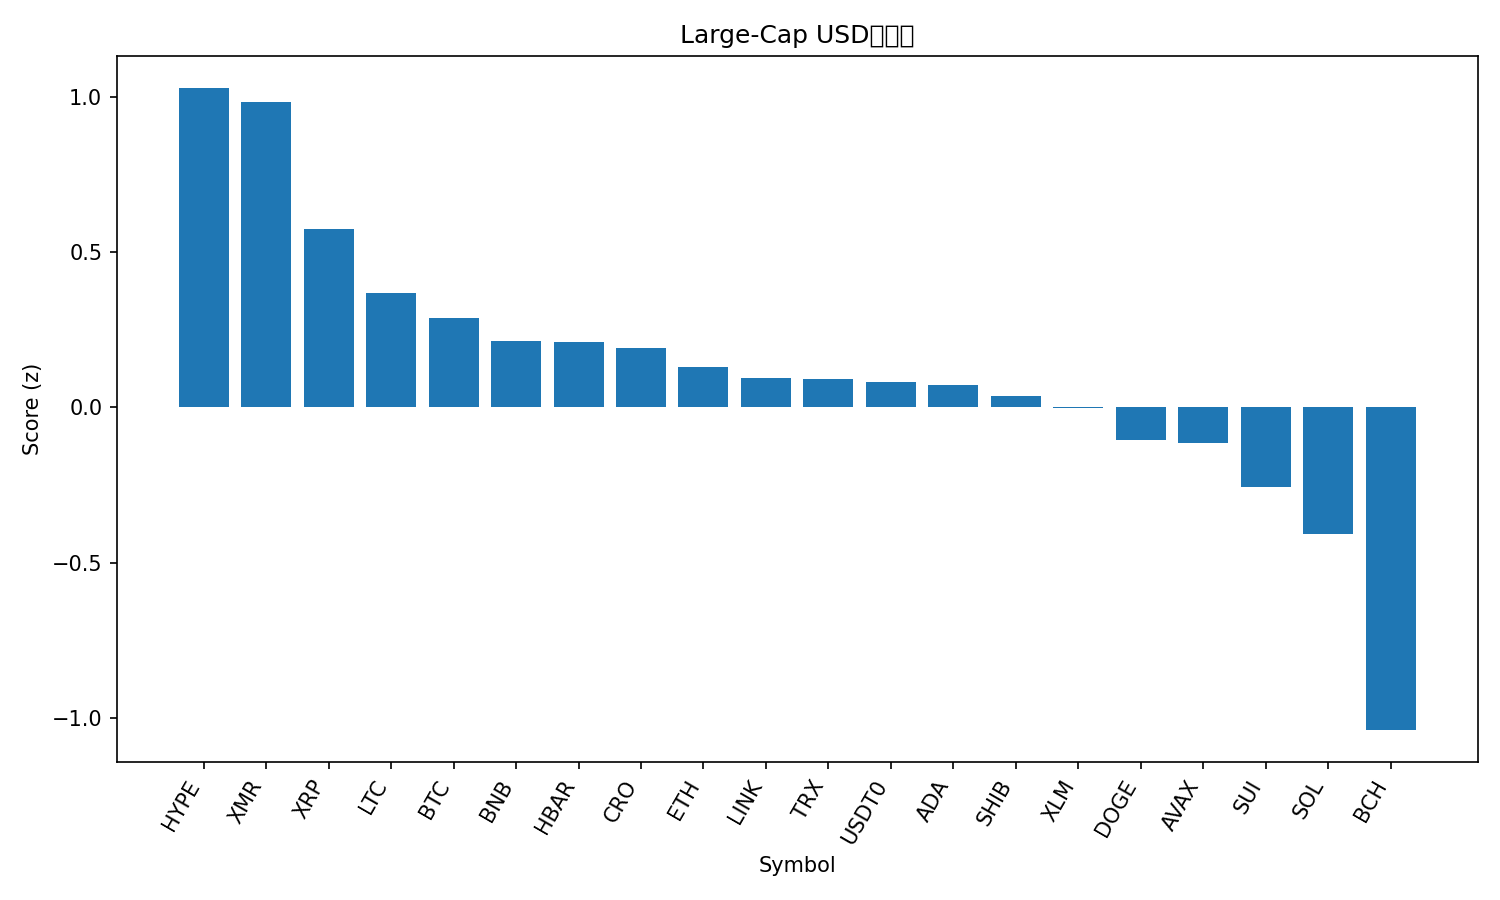 Large-Cap USD
Score (z)
1.0
0.5
0.0
−0.5
−1.0
HYPE
XMR
XRP
LTC
BTC
BNB
HBAR
CRO
ETH
LINK
TRX
USDT0
ADA
SHIB
XLM
DOGE
AVAX
SUI
SOL
BCH
Symbol